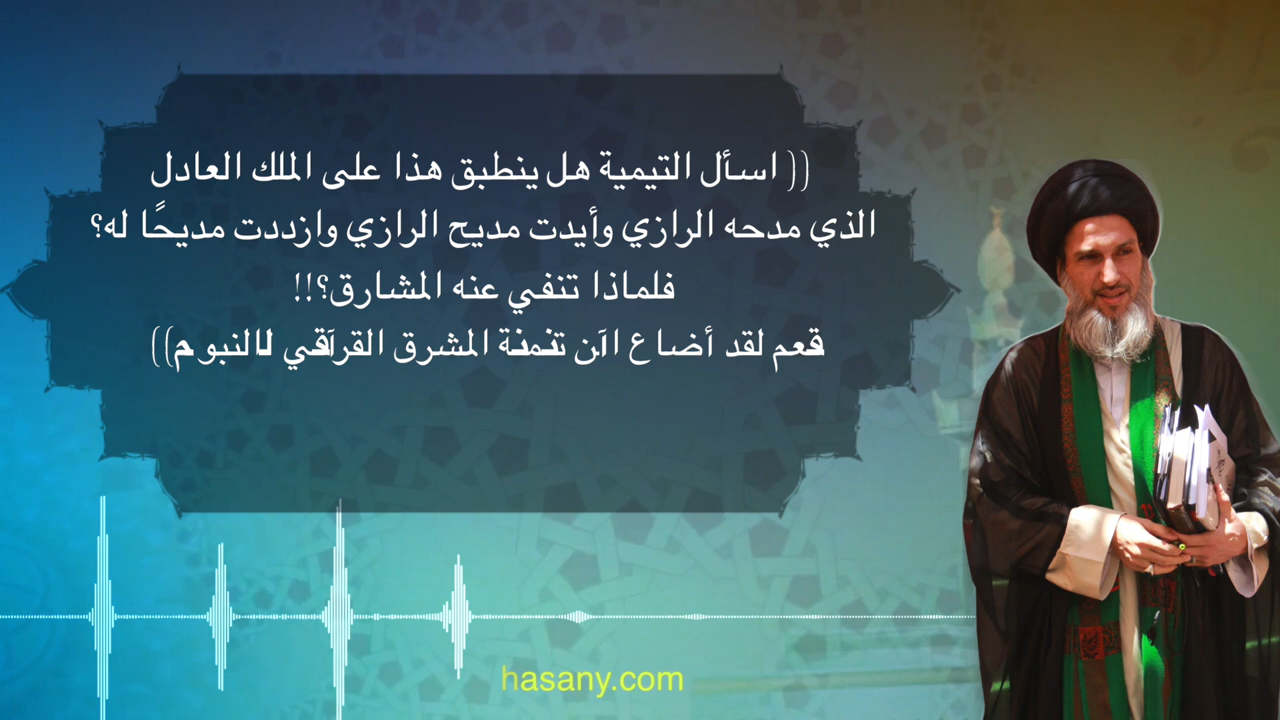 (( اسأل التيمية هل ينطبق هذا على الملك العادل
الذي مدحه الرازي وأيدت مديح الرازي وازددت مديحًا له؟
فلماذا تنفي عنه المشارق؟!!
لقد أضاع المشرق ))
hasany.com